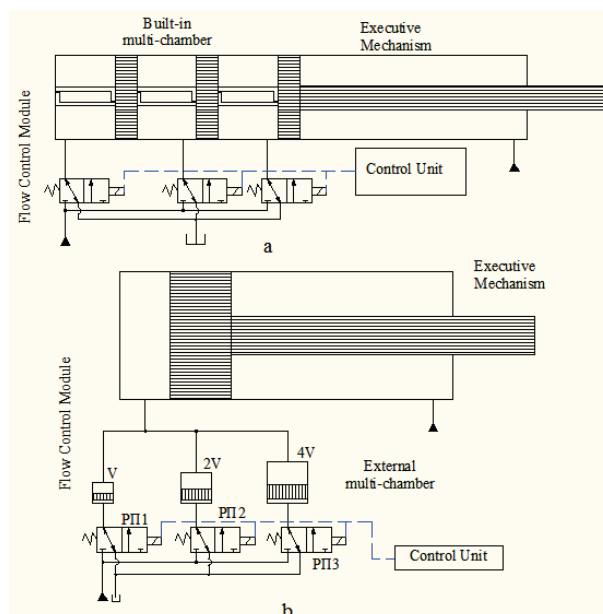 Built-in
multi-chamber
Executive
Mechanism
Flow Control Module
Control Unit
a
Executive
Mechanism
Flow Control Module
V
2V
4V
External
multi-chamber
РП1
РП2
РП3
Control Unit
b